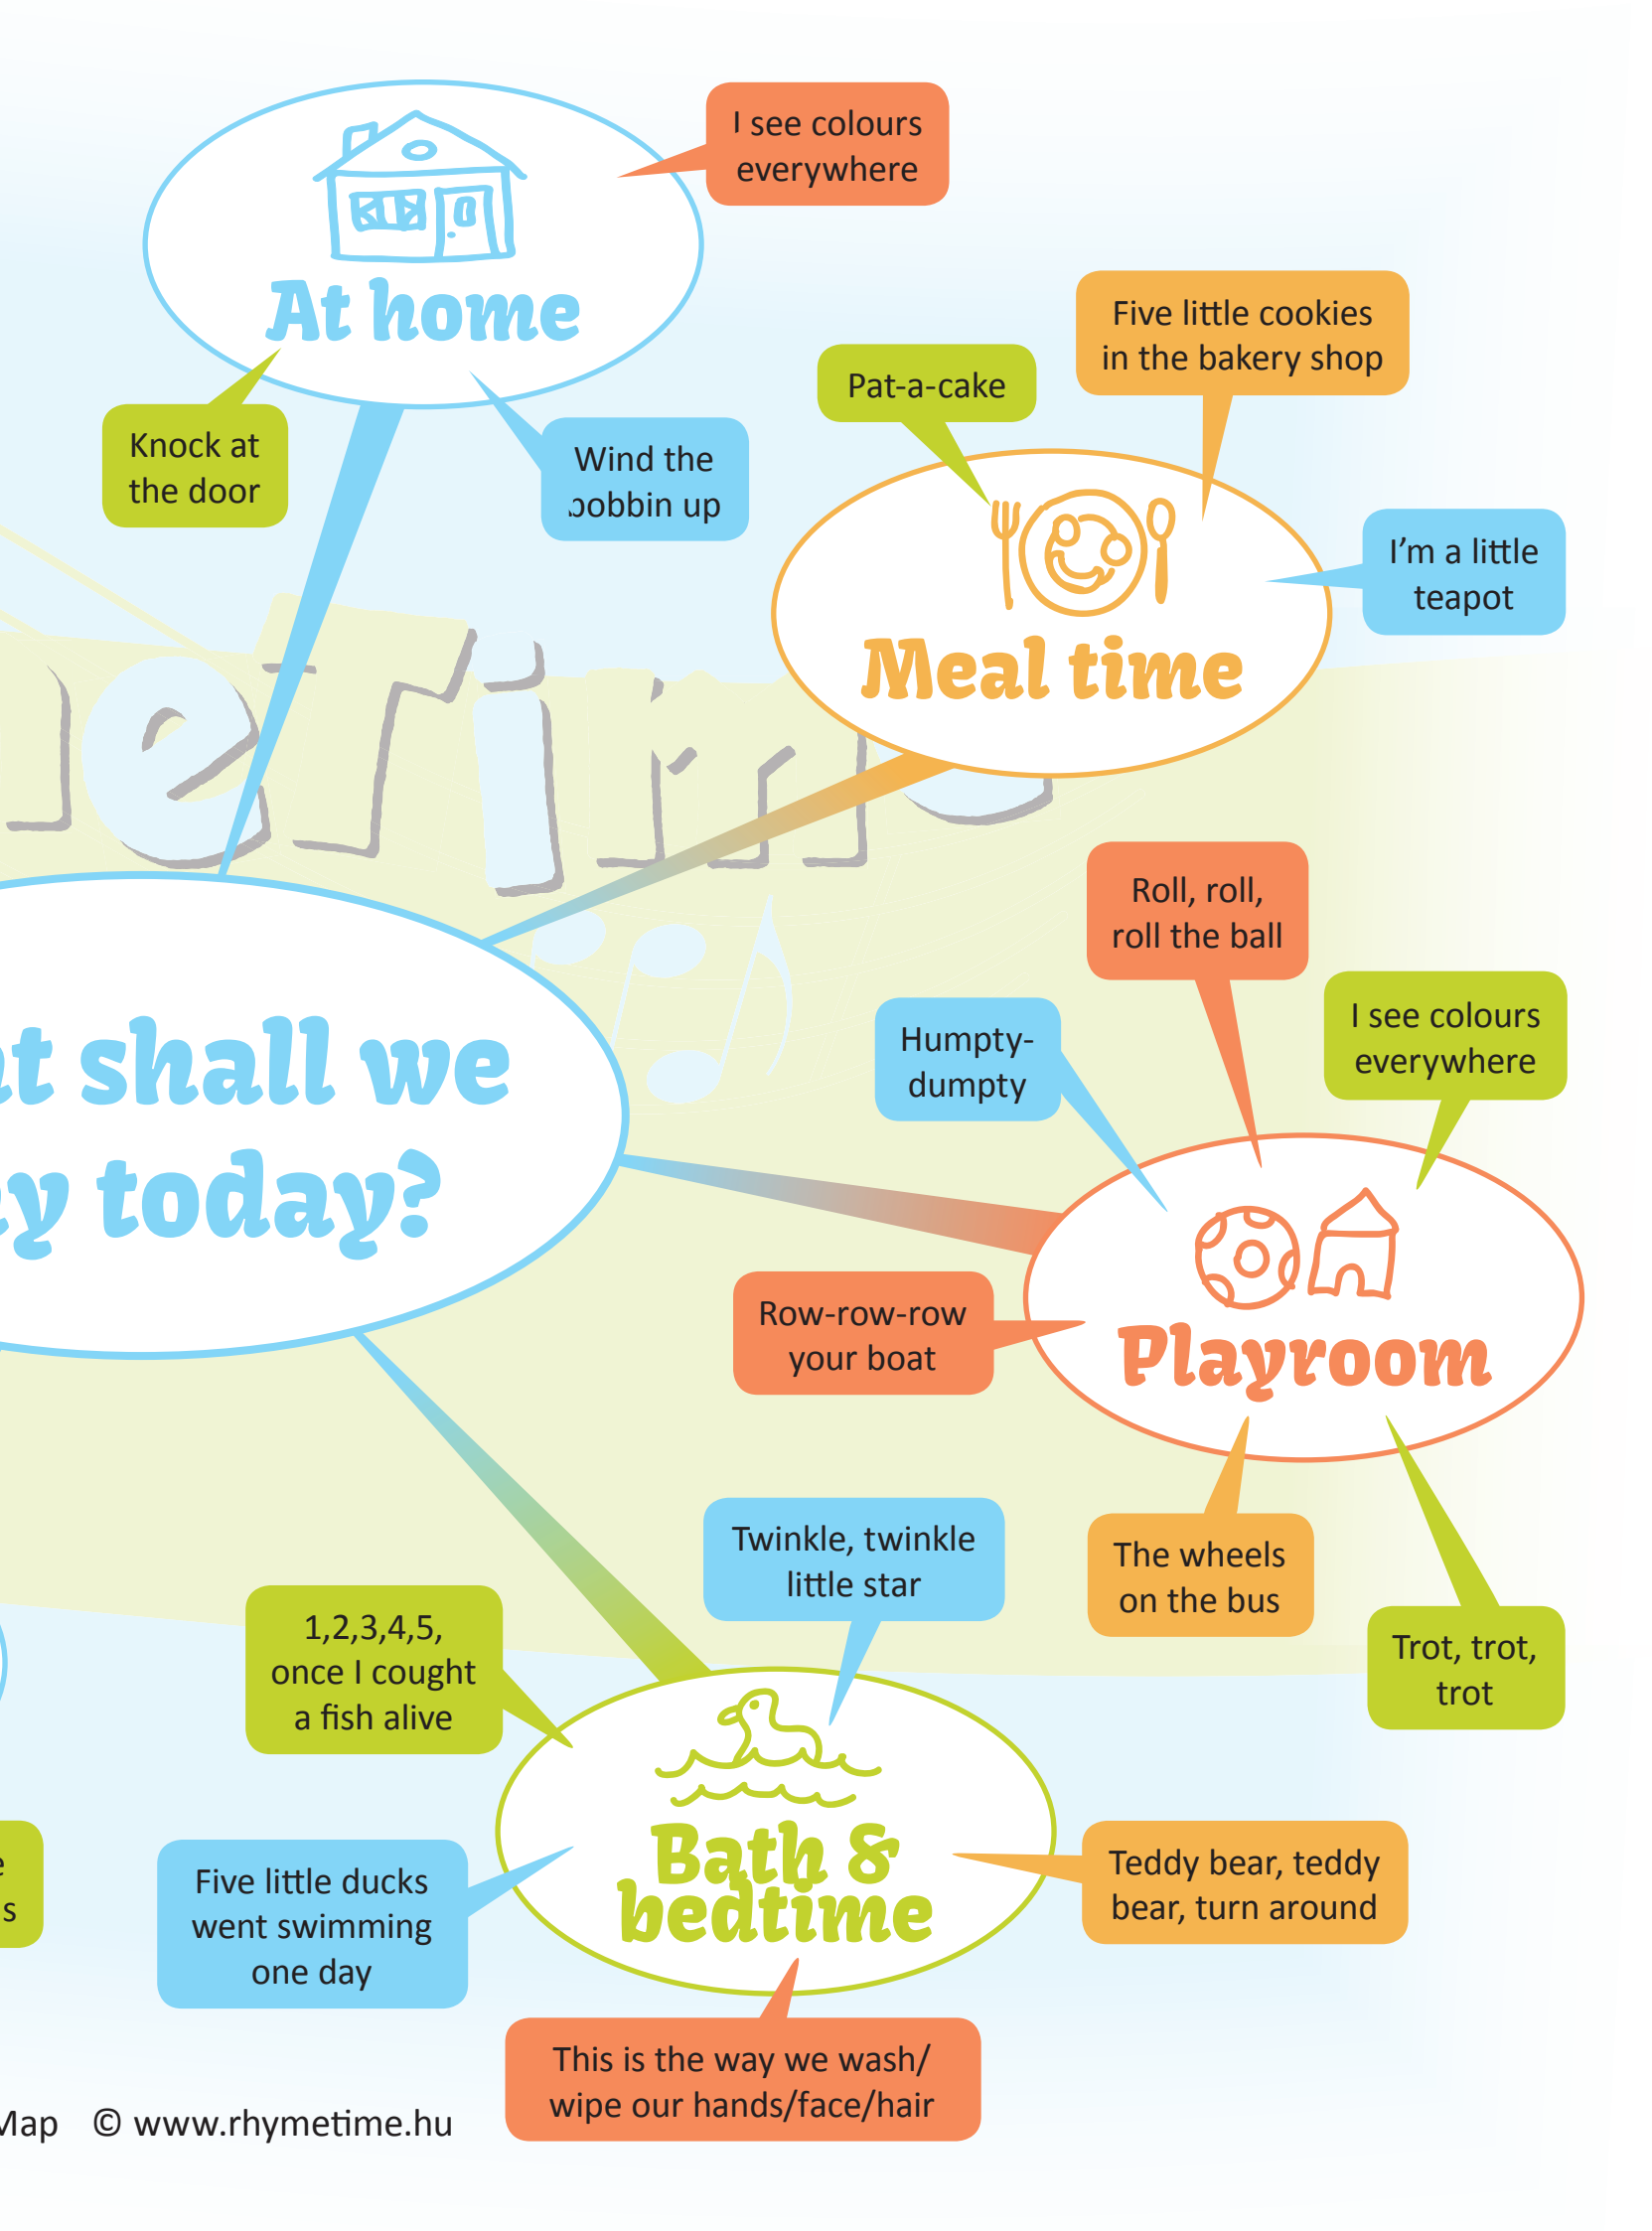 I see colours
everywhere
At home
Knock at
the door
Wind the
bobbin up
Pat-a-cake
Five little cookies
in the bakery shop
I'm a little
teapot
Meal time
shall we
today?
Roll, roll,
roll the ball
I see colours
everywhere
Humpty-
dumpty
Row-row-row
your boat
Playroom
The wheels
on the bus
Trot, trot,
trot
Twinkle, twinkle
little star
1,2,3,4,5,
once I cought
a fish alive
Bath &
bedtime
Five little ducks
went swimming
one day
Teddy bear, teddy
bear, turn around
This is the way we wash/
wipe our hands/face/hair
Map © www.rhymetime.hu